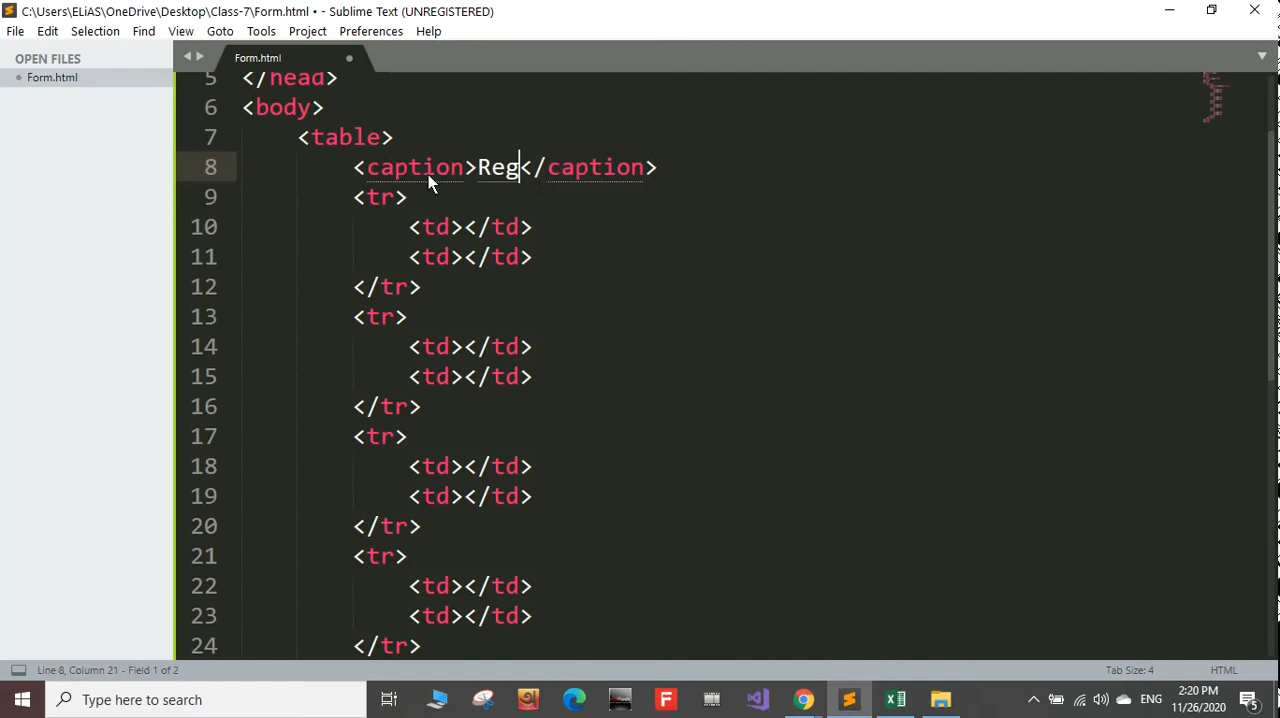 C:\Users\ELiAS\OneDrive\Desktop\Class-7\Form.html • - Sublime Text (UNREGISTERED)
File Edit Selection Find View Goto Tools Project Preferences Help
OPEN FILES
Form.html
Form.html
5 </head>
6 <body>
7 <table>
8 <caption>Reg</caption>
9 <tr>
10 <td></td>
11 <td></td>
12 </tr>
13 <tr>
14 <td></td>
15 <td></td>
16 </tr>
17 <tr>
18 <td></td>
19 <td></td>
20 </tr>
21 <tr>
22 <td></td>
23 <td></td>
24 </tr>
Line 8, Column 21 - Field 1 of 2 Tab Size: 4 HTML
Type here to search F ENG 2:20 PM 11/26/2020 5